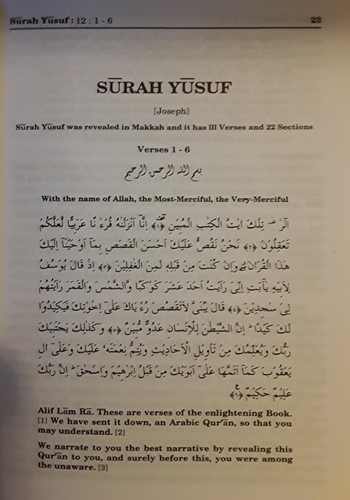 Sūrah Yūsuf : 12 : 1 - 6 23
SŪRAH YŪSUF
[Joseph]
Sūrah Yūsuf was revealed in Makkah and it has 111 Verses and 22 Sections
Verses 1 - 6
بسم الله الرحمن الرحيم
With the name of Allah, the Most-Merciful, the Very-Merciful
الٓرٰ ۫ تِلْكَ اٰيٰتُ الْكِتٰبِ الْمُبِيْنِ ﴿١﴾ اِنَّآ اَنْزَلْنٰهُ قُرْءٰنًا عَرَبِيًّا لَّعَلَّكُمْ
تَعْقِلُوْنَ ﴿٢﴾ نَحْنُ نَقُصُّ عَلَيْكَ اَحْسَنَ الْقَصَصِ بِمَآ اَوْحَيْنَآ اِلَيْكَ
هٰذَا الْقُرْاٰنَ وَاِنْ كُنْتَ مِنْ قَبْلِهٖ لَمِنَ الْغٰفِلِيْنَ ﴿٣﴾ اِذْ قَالَ يُوْسُفُ
لِاَبِيْهِ يٰٓاَبَتِ اِنِّيْ رَاَيْتُ اَحَدَ عَشَرَ كَوْكَبًا وَّالشَّمْسَ وَالْقَمَرَ رَاَيْتُهُمْ
لِيْ سٰجِدِيْنَ ﴿٤﴾ قَالَ يٰبُنَيَّ لَا تَقْصُصْ رُءْيَاكَ عَلٰٓى اِخْوَتِكَ فَيَكِيْدُوْا
لَكَ كَيْدًا ؕ اِنَّ الشَّيْطٰنَ لِلْاِنْسَانِ عَدُوٌّ مُّبِيْنٌ ﴿٥﴾ وَكَذٰلِكَ يَجْتَبِيْكَ
رَبُّكَ وَيُعَلِّمُكَ مِنْ تَاْوِيْلِ الْاَحَادِيْثِ وَيُتِمُّ نِعْمَتَهٗ عَلَيْكَ وَعَلٰٓى اٰلِ
يَعْقُوْبَ كَمَآ اَتَمَّهَا عَلٰٓى اَبَوَيْكَ مِنْ قَبْلُ اِبْرٰهِيْمَ وَاِسْحٰقَ ؕ اِنَّ رَبَّكَ
عَلِيْمٌ حَكِيْمٌ ﴿٦﴾
Alif Lām Rā. These are verses of the enlightening Book.
[1] We have sent it down, an Arabic Qur'ān, so that you
may understand. [2]
We narrate to you the best narrative by revealing this
Qur'ān to you, and surely before this, you were among
the unaware. [3]